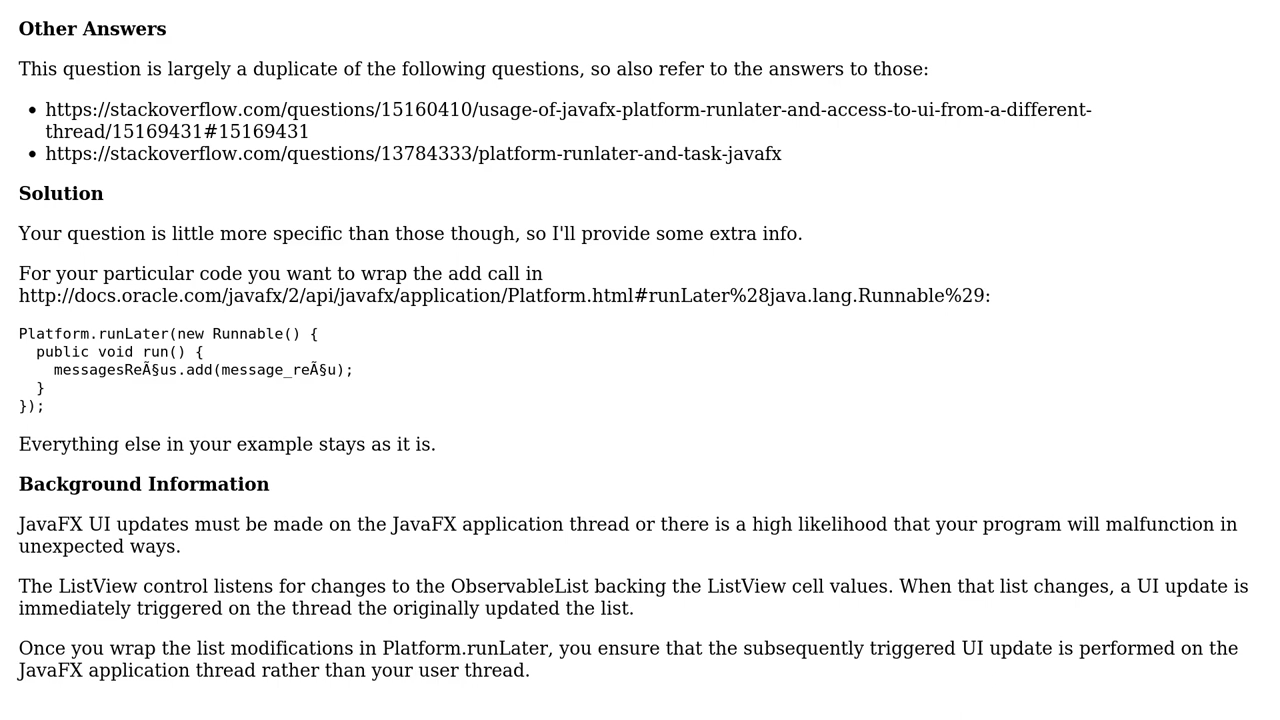 Other Answers
This question is largely a duplicate of the following questions, so also refer to the answers to those:
• https://stackoverflow.com/questions/15160410/usage-of-javafx-platform-runlater-and-access-to-ui-from-a-different-
thread/15169431#15169431
• https://stackoverflow.com/questions/13784333/platform-runlater-and-task-javafx
Solution
Your question is little more specific than those though, so I'll provide some extra info.
For your particular code you want to wrap the add call in
http://docs.oracle.com/javafx/2/api/javafx/application/Platform.html#runLater%28java.lang.Runnable%29:
Platform.runLater(new Runnable() {
  public void run() {
    messagesReÃ§us.add(message_reÃ§u);
  }
});
Everything else in your example stays as it is.
Background Information
JavaFX UI updates must be made on the JavaFX application thread or there is a high likelihood that your program will malfunction in
unexpected ways.
The ListView control listens for changes to the ObservableList backing the ListView cell values. When that list changes, a UI update is
immediately triggered on the thread the originally updated the list.
Once you wrap the list modifications in Platform.runLater, you ensure that the subsequently triggered UI update is performed on the
JavaFX application thread rather than your user thread.